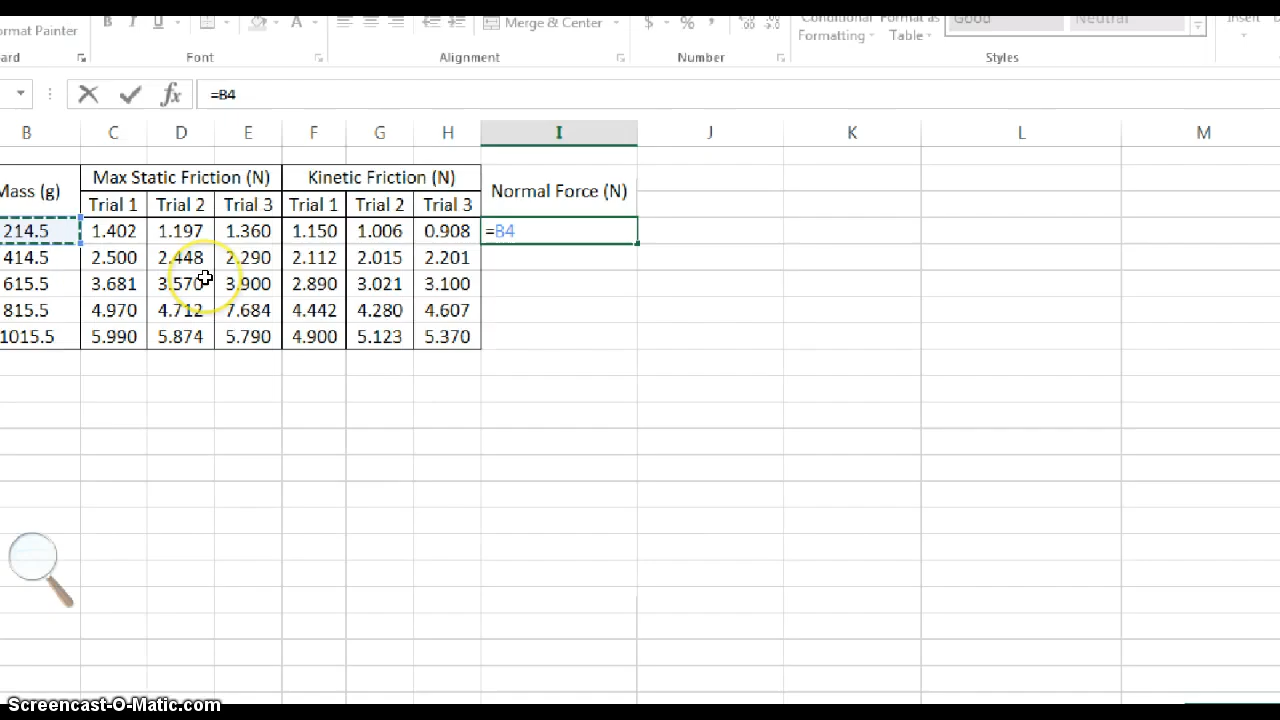 Conditional Format as Good Neutral Insert
ormat Painter B I U A Merge & Center $ % , Formatting Table
ard Font Alignment Number Styles
fx =B4
B C D E F G H I J K L M
Mass (g) Max Static Friction (N) Kinetic Friction (N) Normal Force (N)
Trial 1 Trial 2 Trial 3 Trial 1 Trial 2 Trial 3
214.5 1.402 1.197 1.360 1.150 1.006 0.908 =B4
414.5 2.500 2.448 2.290 2.112 2.015 2.201
615.5 3.681 3.570 3.900 2.890 3.021 3.100
815.5 4.970 4.712 7.684 4.442 4.280 4.607
1015.5 5.990 5.874 5.790 4.900 5.123 5.370
Screencast-O-Matic.com